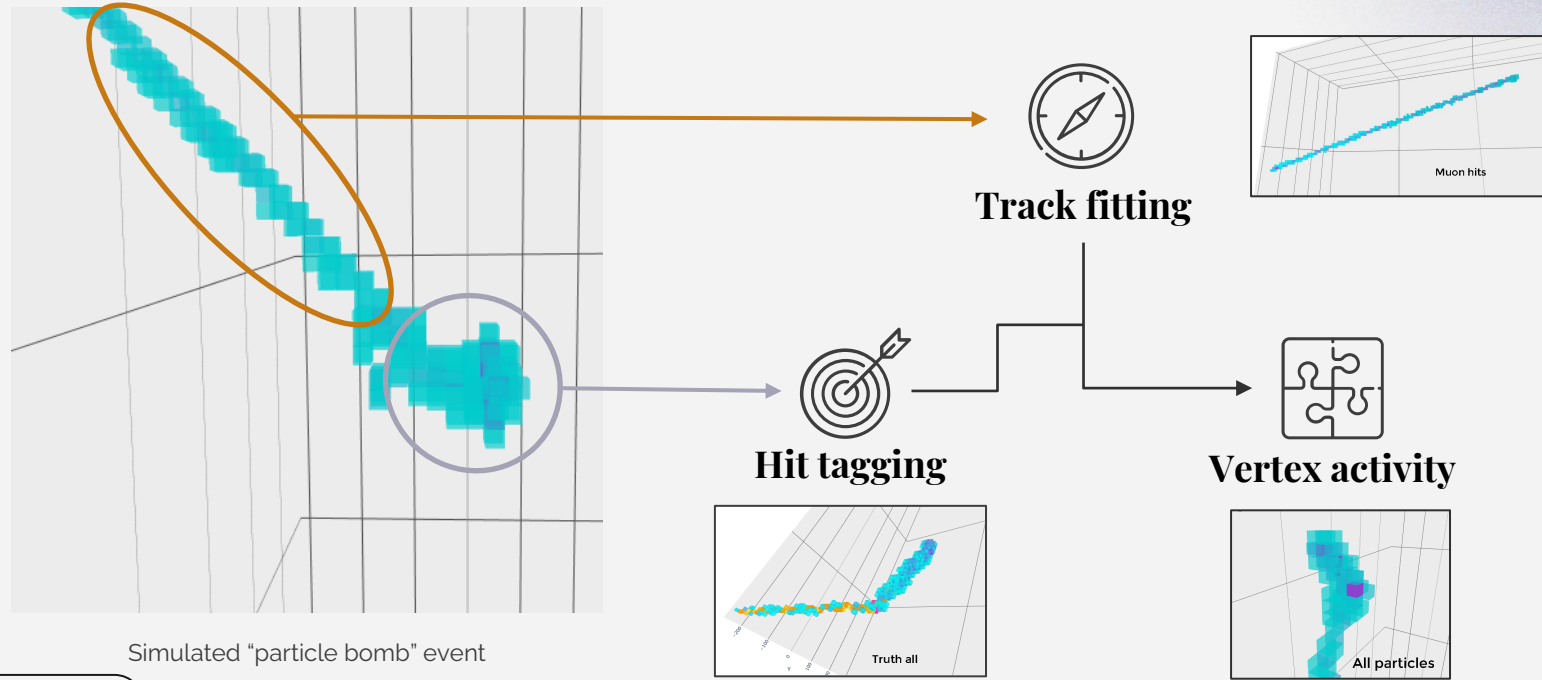 Track fitting
Muon hits
Hit tagging
Vertex activity
Truth all
All particles
Simulated “particle bomb” event